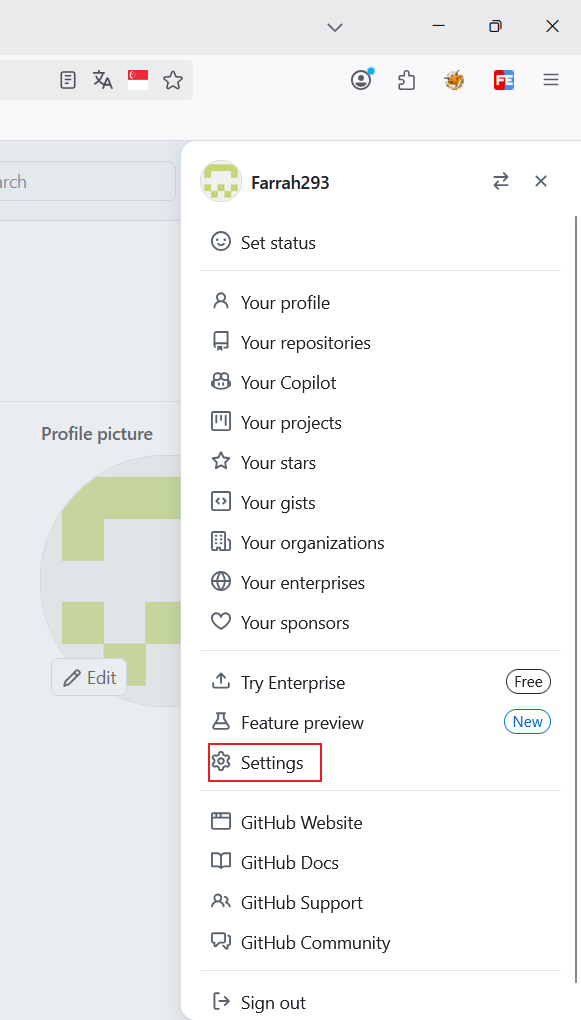 arch
Farrah293
Set status
Your profile
Your repositories
Your Copilot
Your projects
Profile picture
Your stars
Your gists
Your organizations
Your enterprises
Your sponsors
Edit
Try Enterprise Free
Feature preview New
Settings
GitHub Website
GitHub Docs
GitHub Support
GitHub Community
Sign out
FE